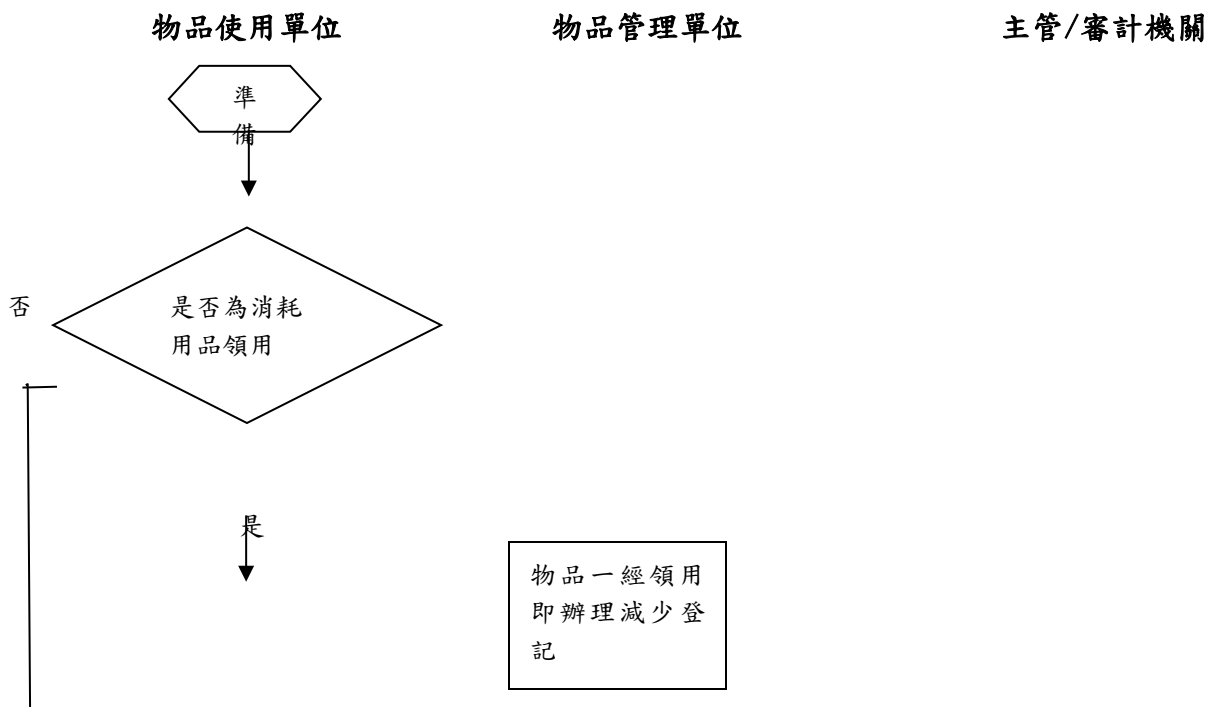 物品使用單位 物品管理單位 主管/審計機關
準
備
否
是否為消耗
用品領用
是
物品一經領用
即辦理減少登
記